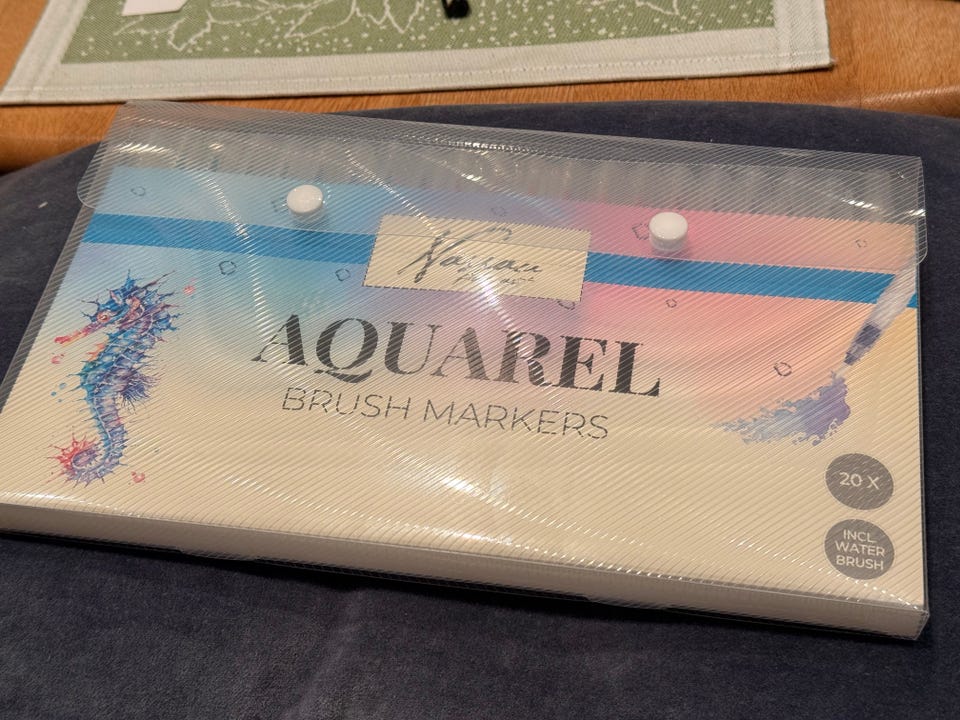 AQUAREL
BRUSH MARKERS
20 X
INCL.
WATER
BRUSH